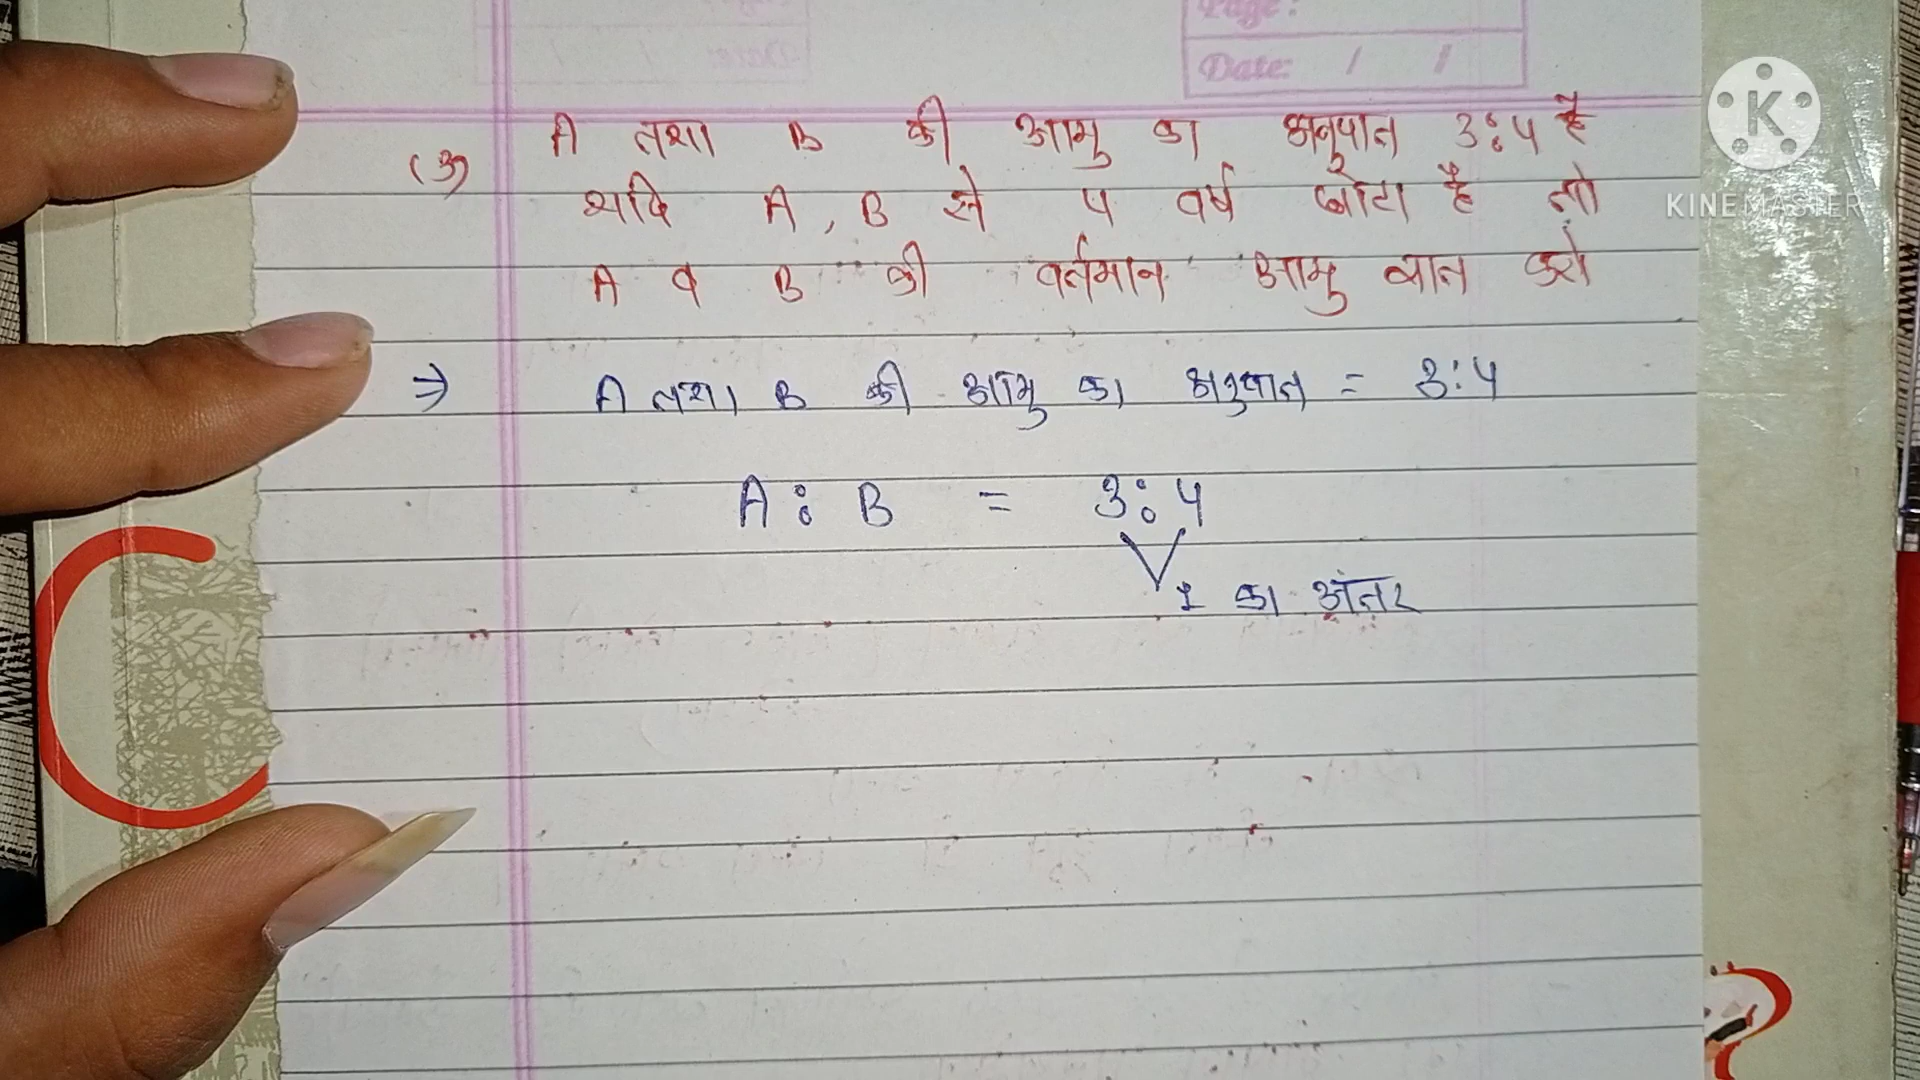 Page:
Date: / /
(3) A तथा B की आयु का अनुपात 3:4 है
यदि A, B से 4 वर्ष छोटा है तो
A व B की वर्तमान आयु ज्ञात करो
⇒ A तथा B की आयु का अनुपात = 3:4
A : B = 3:4
1 का अंतर
KINEMASTER